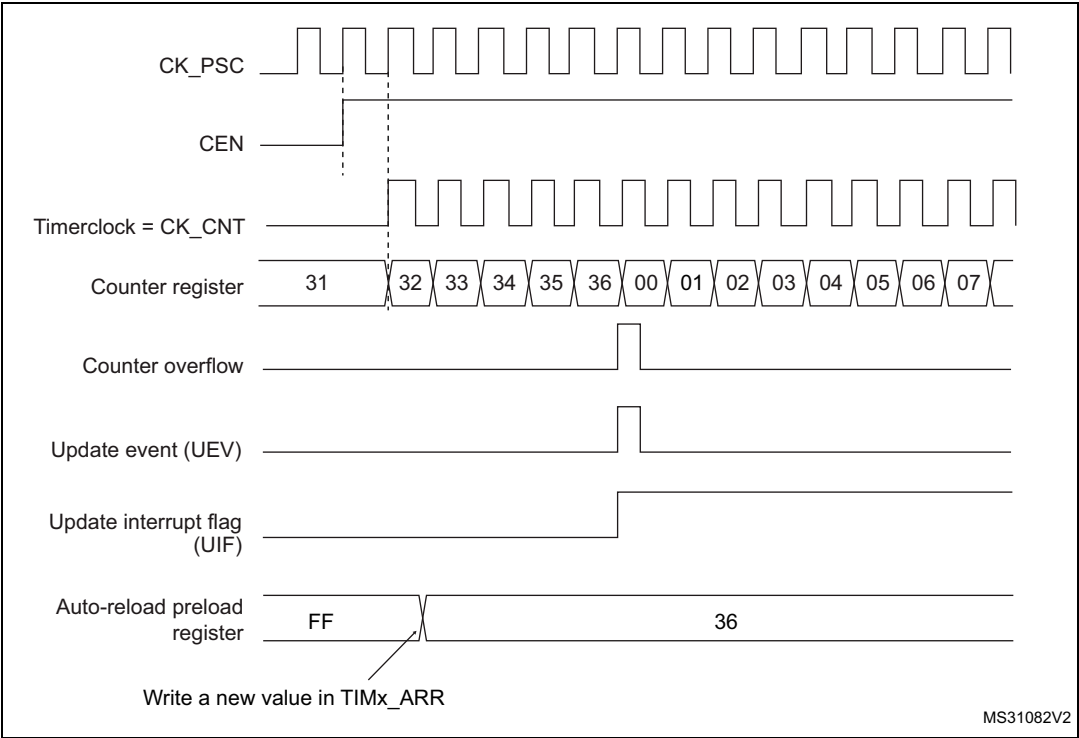 CK_PSC
CEN
Timerclock = CK_CNT
Counter register 31 32 33 34 35 36 00 01 02 03 04 05 06 07
Counter overflow
Update event (UEV)
Update interrupt flag
(UIF)
Auto-reload preload
register
FF 36
Write a new value in TIMx_ARR
MS31082V2